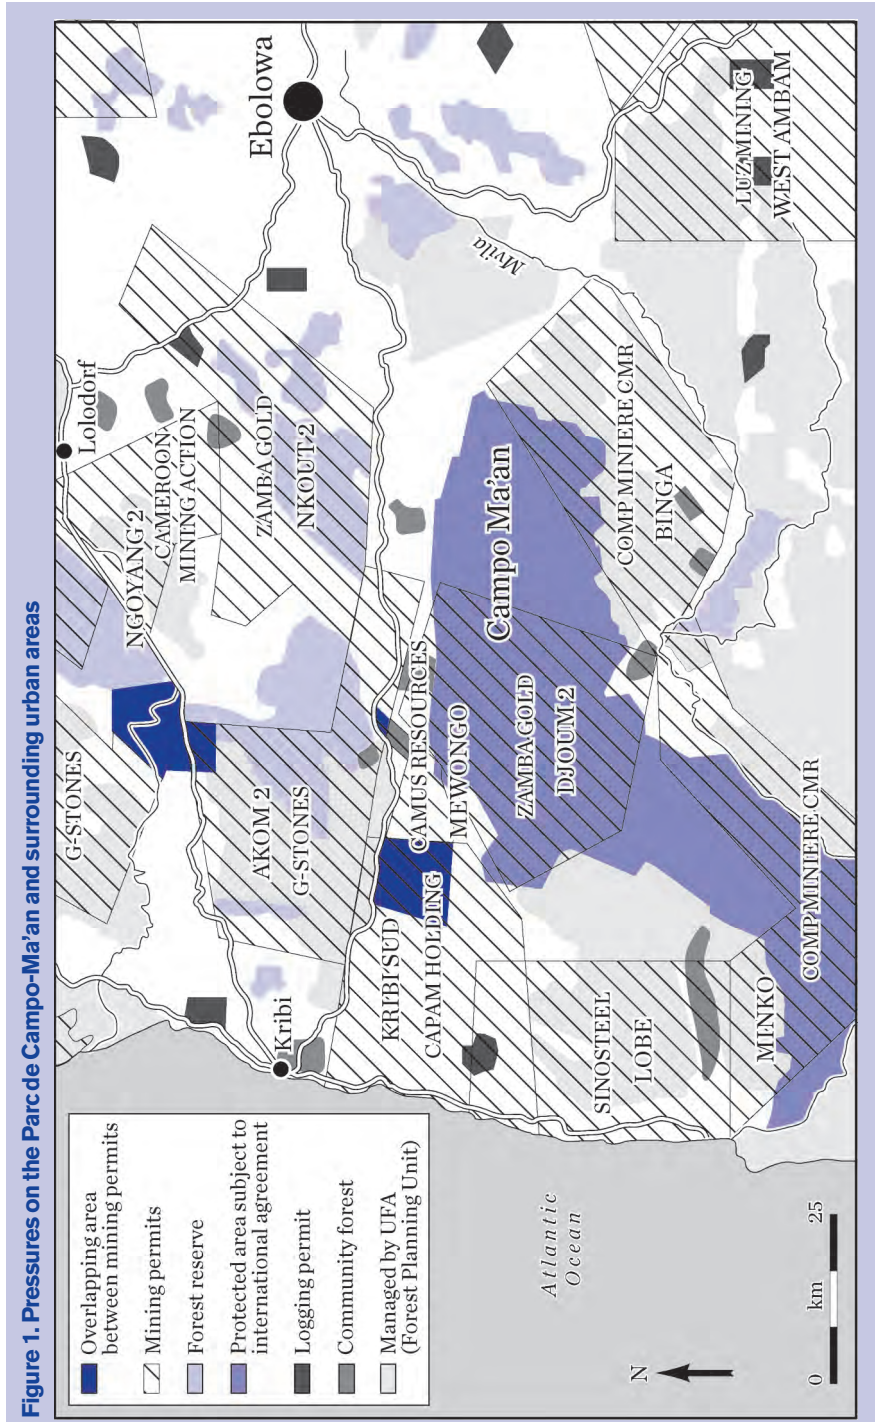 Figure 1. Pressures on the Parc de Campo-Ma'an and surrounding urban areas
Overlapping area
between mining permits
Mining permits
Forest reserve
Protected area subject to
international agreement
Logging permit
Community forest
Managed by UFA
(Forest Planning Unit)
G-STONES
NGOYANG 2
CAMEROON
MINING ACTION
Lolodorf
Ebolowa
ZAMBA GOLD
NKOUT 2
AKOM 2
G-STONES
Kribi
KRIBI SUD
CAPAM HOLDING
CAMUS RESOURCES
MEWONGO
Campo Ma'an
Mvila
ZAMBA GOLD
DJOUM 2
COMP MINIERE CMR
BINGA
LUZ MINING
WEST AMBAM
SINOSTEEL
LOBE
MINKO
COMP MINIERE CMR
Atlantic
Ocean
N
0 km 25